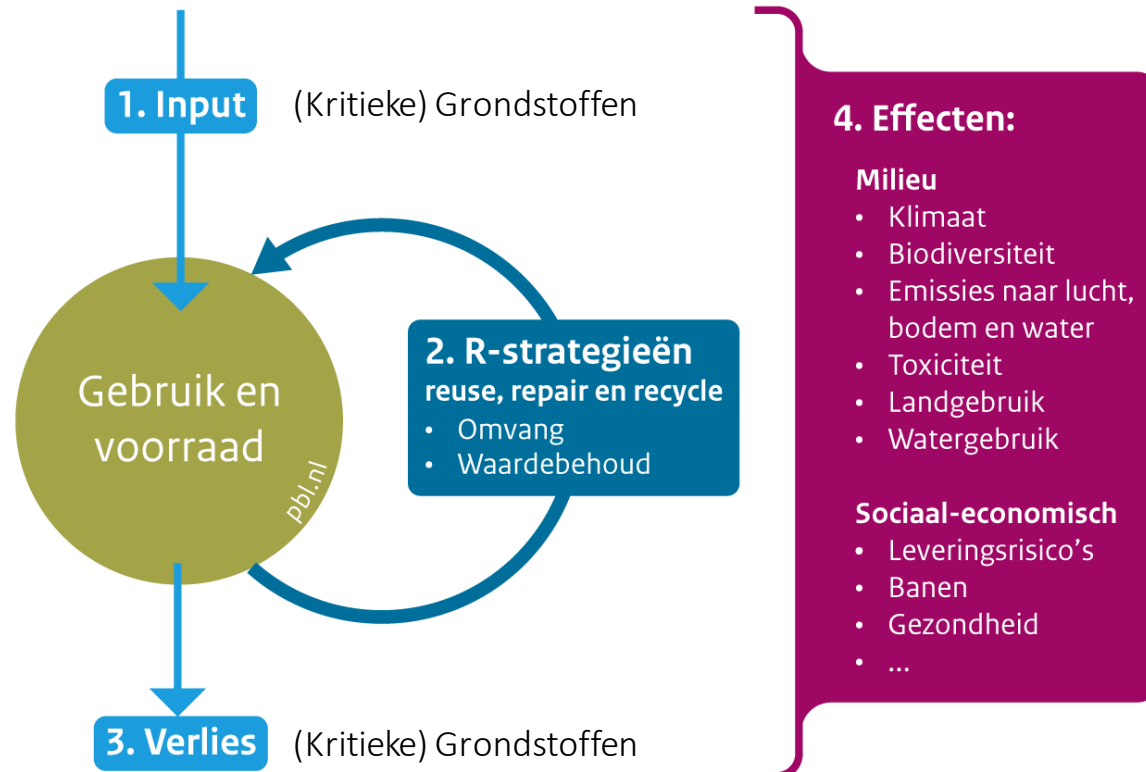 1. Input
(Kritieke) Grondstoffen
Gebruik en
voorraad
pbl.nl
2. R-strategieën
reuse, repair en recycle
• Omvang
• Waardebehoud
3. Verlies
(Kritieke) Grondstoffen
4. Effecten:
Milieu
• Klimaat
• Biodiversiteit
• Emissies naar lucht,
bodem en water
• Toxiciteit
• Landgebruik
• Watergebruik
Sociaal-economisch
• Leveringsrisico’s
• Banen
• Gezondheid
• ...